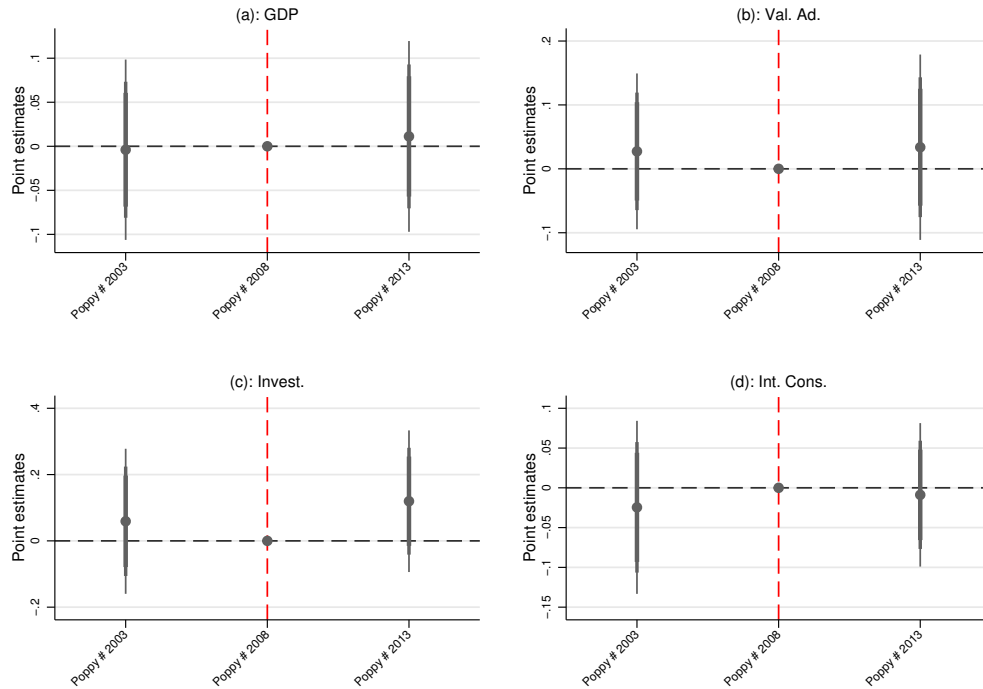 (a): GDP
Point estimates
.1
.05
0
-.05
-.1
Poppy # 2003
Poppy # 2008
Poppy # 2013
(b): Val. Ad.
Point estimates
.2
.1
0
-.1
Poppy # 2003
Poppy # 2008
Poppy # 2013
(c): Invest.
Point estimates
.4
.2
0
-.2
Poppy # 2003
Poppy # 2008
Poppy # 2013
(d): Int. Cons.
Point estimates
.1
.05
0
-.05
-.1
-.15
Poppy # 2003
Poppy # 2008
Poppy # 2013